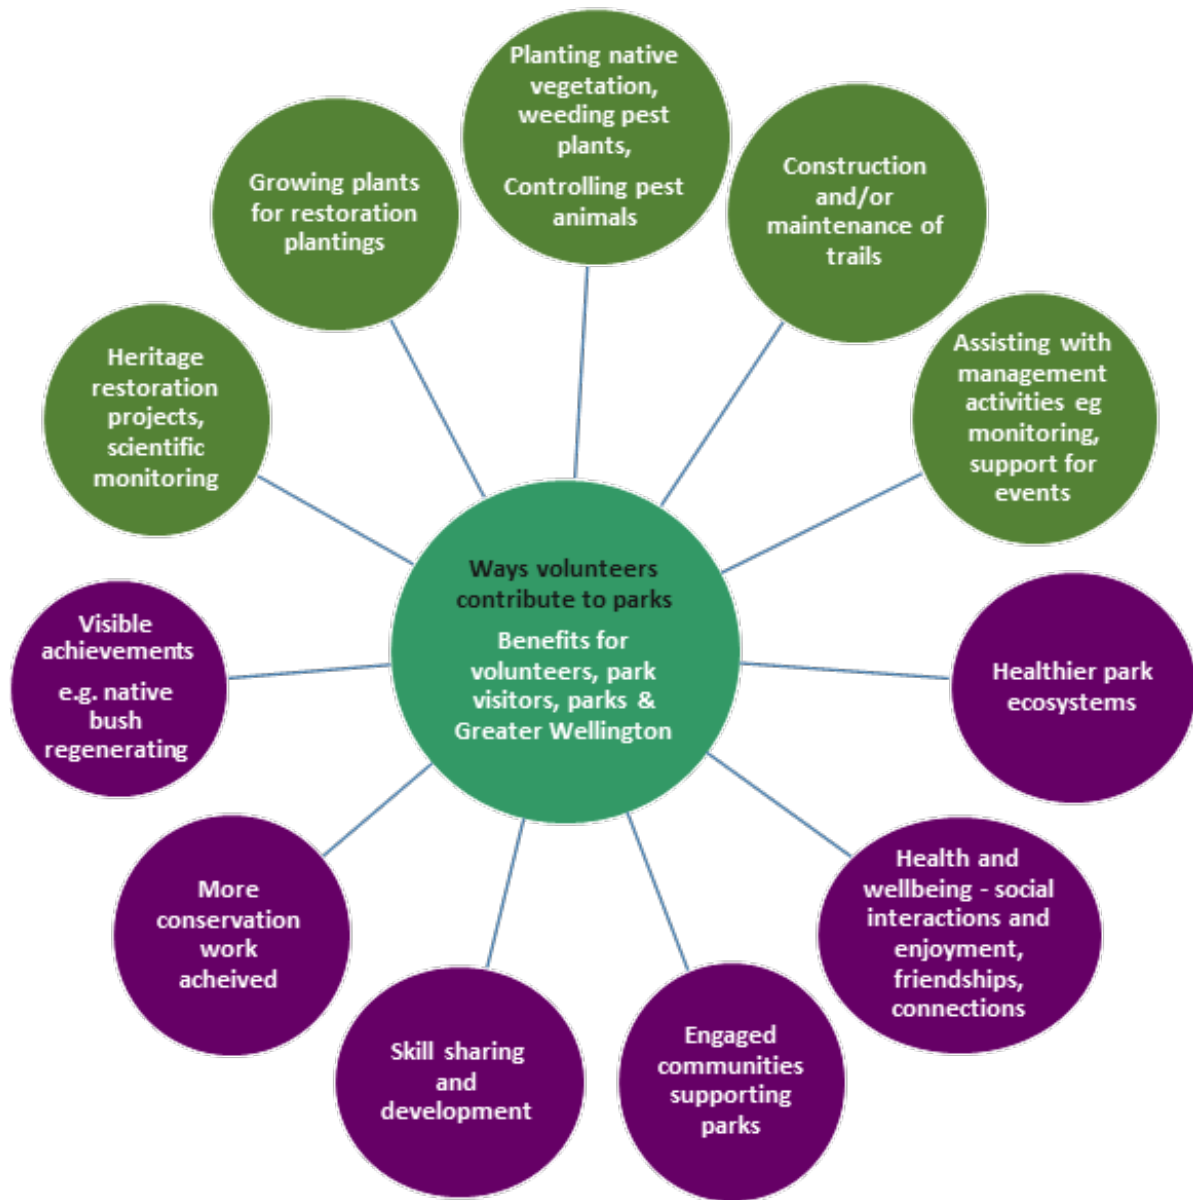 Planting native
vegetation,
weeding pest
plants,
Controlling pest
animals
Construction
and/or
maintenance of
trails
Assisting with
management
activities eg
monitoring,
support for
events
Healthier park
ecosystems
Health and
wellbeing - social
interactions and
enjoyment,
friendships,
connections
Engaged
communities
supporting
parks
Skill sharing
and
development
More
conservation
work
acheived
Visible
achievements
e.g. native
bush
regenerating
Heritage
restoration
projects,
scientific
monitoring
Growing plants
for restoration
plantings
Ways volunteers
contribute to parks
Benefits for
volunteers, park
visitors, parks &
Greater Wellington